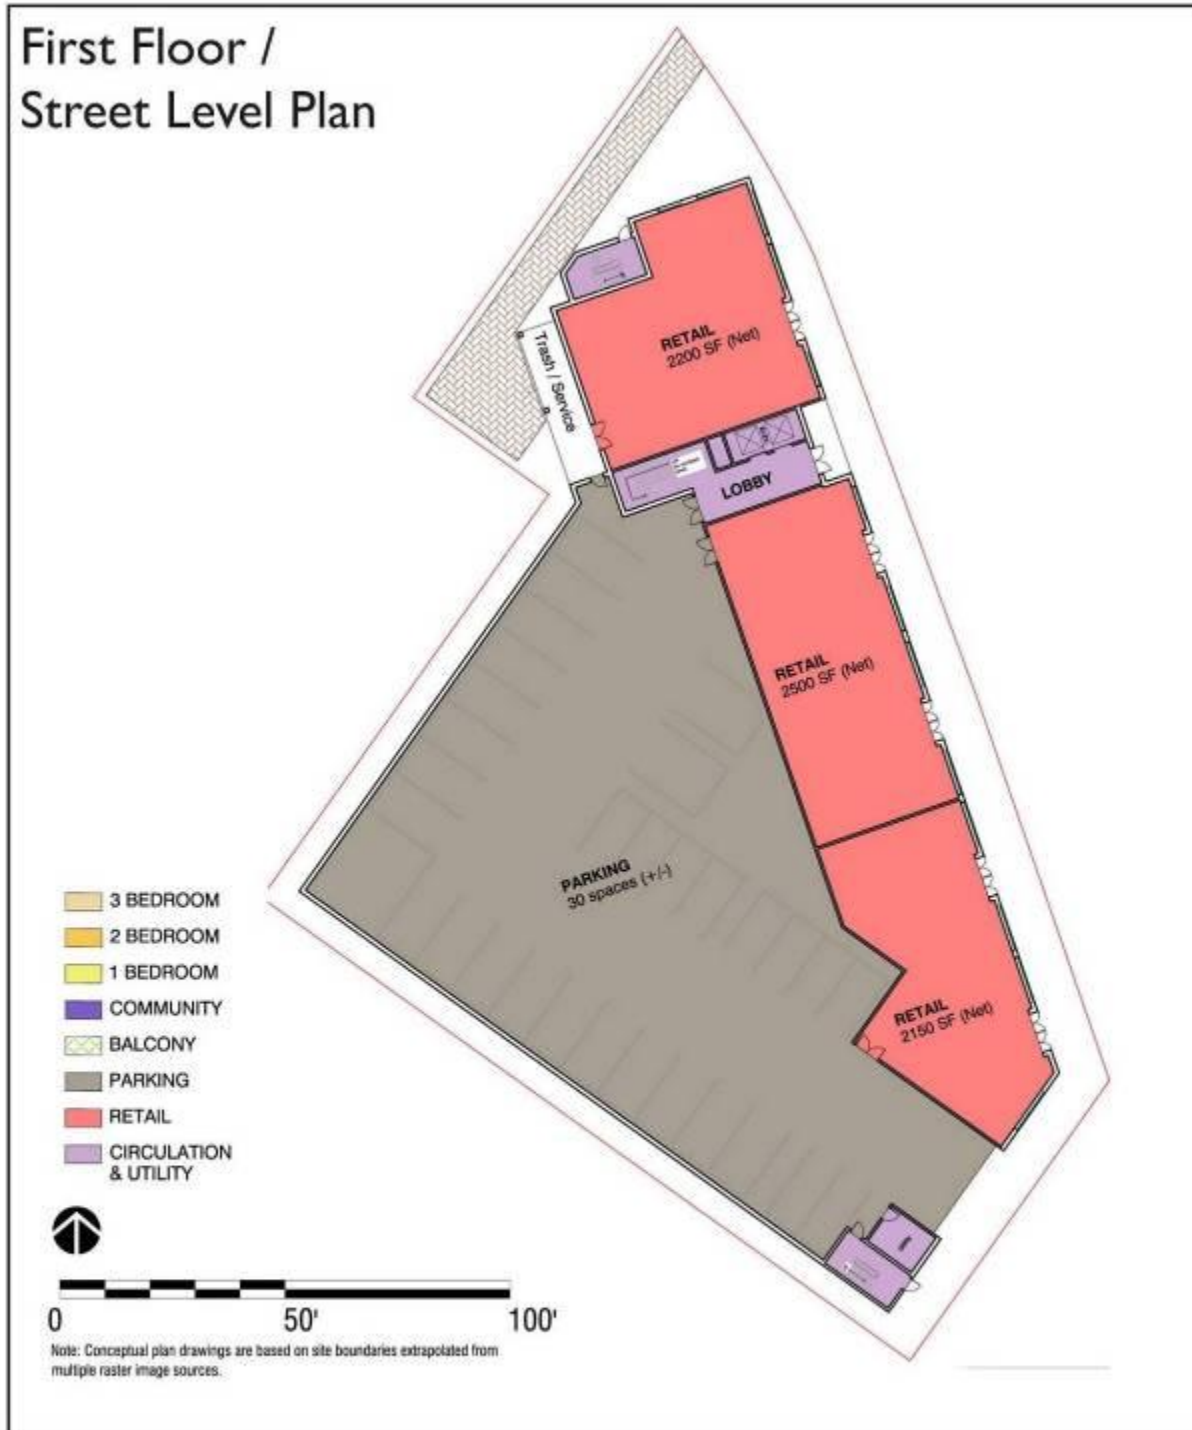 First Floor /
Street Level Plan
RETAIL
2200 SF (Net)
Trash / Service
LOBBY
RETAIL
2500 SF (Net)
PARKING
30 spaces (+/-)
RETAIL
2150 SF (Net)
3 BEDROOM
2 BEDROOM
1 BEDROOM
COMMUNITY
BALCONY
PARKING
RETAIL
CIRCULATION
& UTILITY
0 50' 100'
Note: Conceptual plan drawings are based on site boundaries extrapolated from
multiple raster image sources.